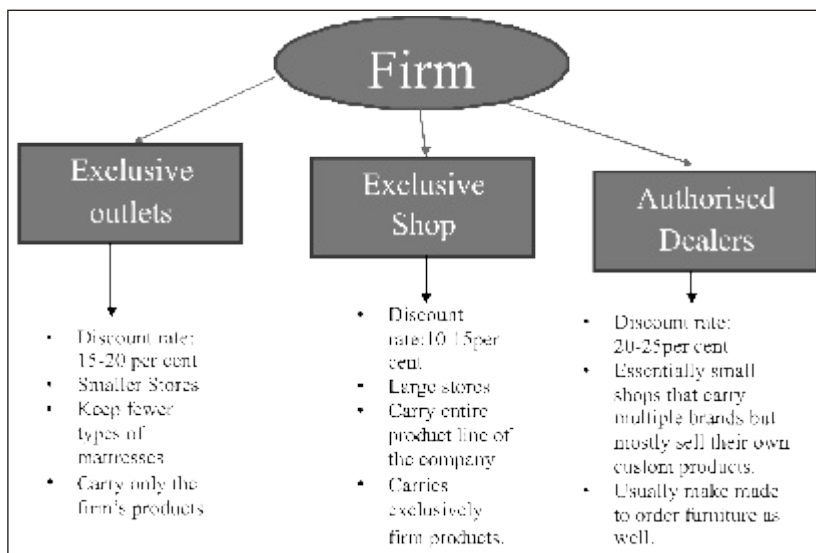 Firm
Exclusive
outlets
• Discount rate:
15-20 per cent
• Smaller Stores
• Keep fewer
types of
mattresses
• Carry only the
firm's products
Exclusive
Shop
• Discount
rate:10-15per
cent
• Large stores
• Carry entire
product line of
the company
• Carries
exclusively
firm products.
Authorised
Dealers
• Discount rate:
20-25per cent
• Essentially small
shops that carry
multiple brands but
mostly sell their own
custom products.
• Usually make made
to order furniture as
well.